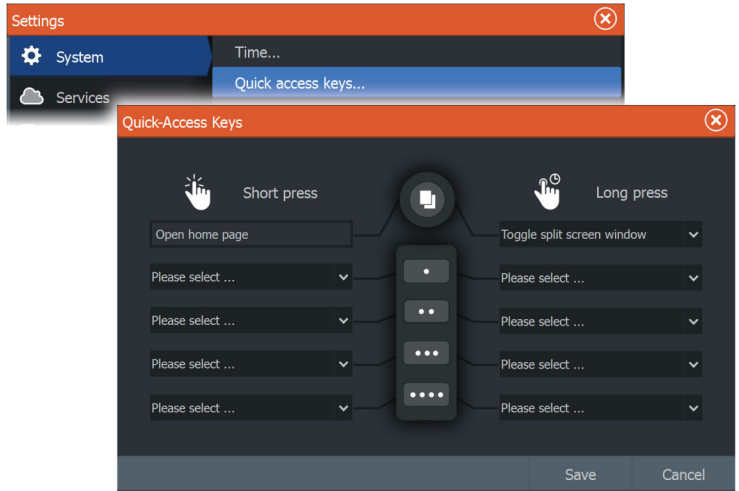 Settings
System
Time...
Quick access keys...
Services
Quick-Access Keys
Short press
Long press
Open home page
Toggle split screen window
Please select ...
Please select ...
Please select ...
Please select ...
Please select ...
Please select ...
Please select ...
Please select ...
Save
Cancel